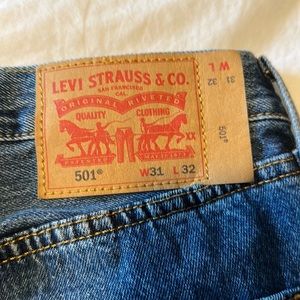 LEVI STRAUSS & CO.
SAN FRANCISCO
CAL.
ORIGINAL RIVETED
QUALITY CLOTHING
XX
501® W31 L32
W L
31 32
501®